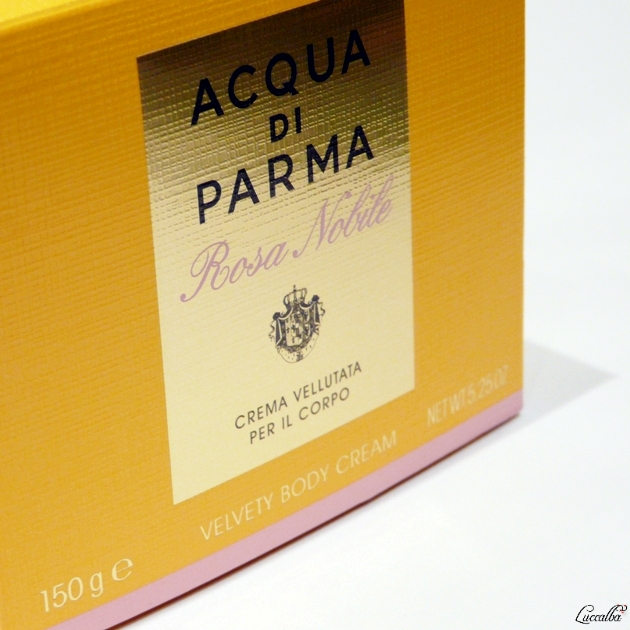 ACQUA
DI
PARMA
Rosa Nobile
CREMA VELLUTATA
PER IL CORPO
VELVETY BODY CREAM
150 g ℮
NET WT 5.25 OZ
Luccalba